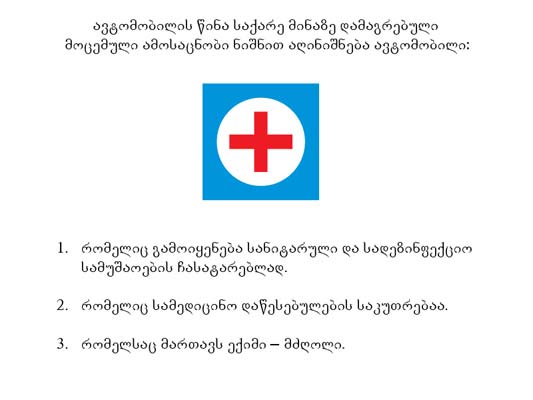 ავტომობილის წინა საქარე მინაზე დამაგრებული
მოცემული ამოსაცნობი ნიშნით აღინიშნება ავტომობილი:
1. რომელიც გამოიყენება სანიტარული და სადეზინფექციო
სამუშაოების ჩასატარებლად.
2. რომელიც სამედიცინო დაწესებულების საკუთრებაა.
3. რომელსაც მართავს ექიმი – მძღოლი.